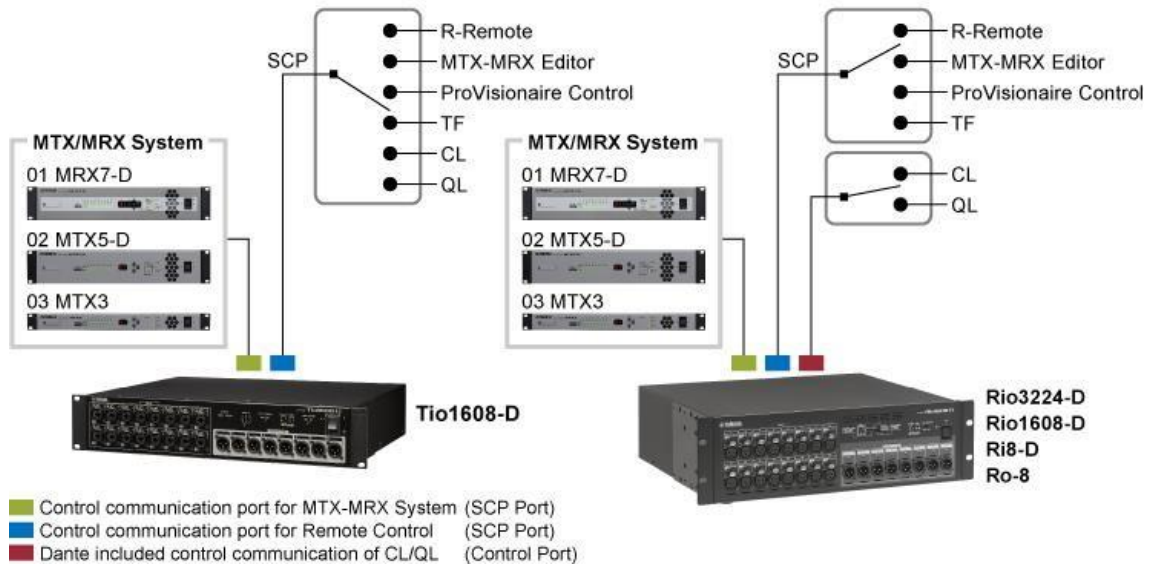 R-Remote
SCP
MTX-MRX Editor
ProVisionaire Control
TF
CL
QL
MTX/MRX System
01 MRX7-D
02 MTX5-D
03 MTX3
Tio1608-D
R-Remote
SCP
MTX-MRX Editor
ProVisionaire Control
TF
CL
QL
MTX/MRX System
01 MRX7-D
02 MTX5-D
03 MTX3
Rio3224-D
Rio1608-D
Ri8-D
Ro-8
Control communication port for MTX-MRX System (SCP Port)
Control communication port for Remote Control (SCP Port)
Dante included control communication of CL/QL (Control Port)